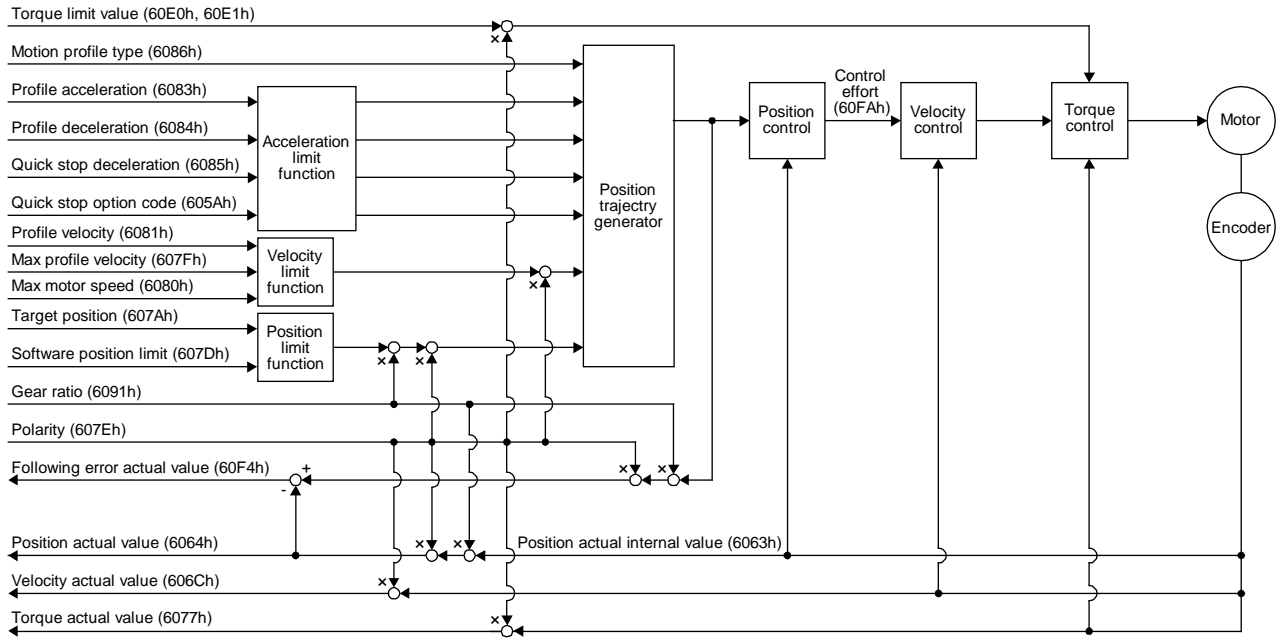 Torque limit value (60E0h, 60E1h)
×
Motion profile type (6086h)
Profile acceleration (6083h)
Profile deceleration (6084h)
Quick stop deceleration (6085h)
Quick stop option code (605Ah)
Acceleration
limit
function
Profile velocity (6081h)
Max profile velocity (607Fh)
Max motor speed (6080h)
Velocity
limit
function
×
Target position (607Ah)
Software position limit (607Dh)
Position
limit
function
×
×
Position
trajectry
generator
Position
control
Control
effort
(60FAh)
Velocity
control
Torque
control
Motor
Encoder
Gear ratio (6091h)
Polarity (607Eh)
Following error actual value (60F4h)
+
-
×
×
Position actual value (6064h)
×
×
Position actual internal value (6063h)
Velocity actual value (606Ch)
×
Torque actual value (6077h)
×